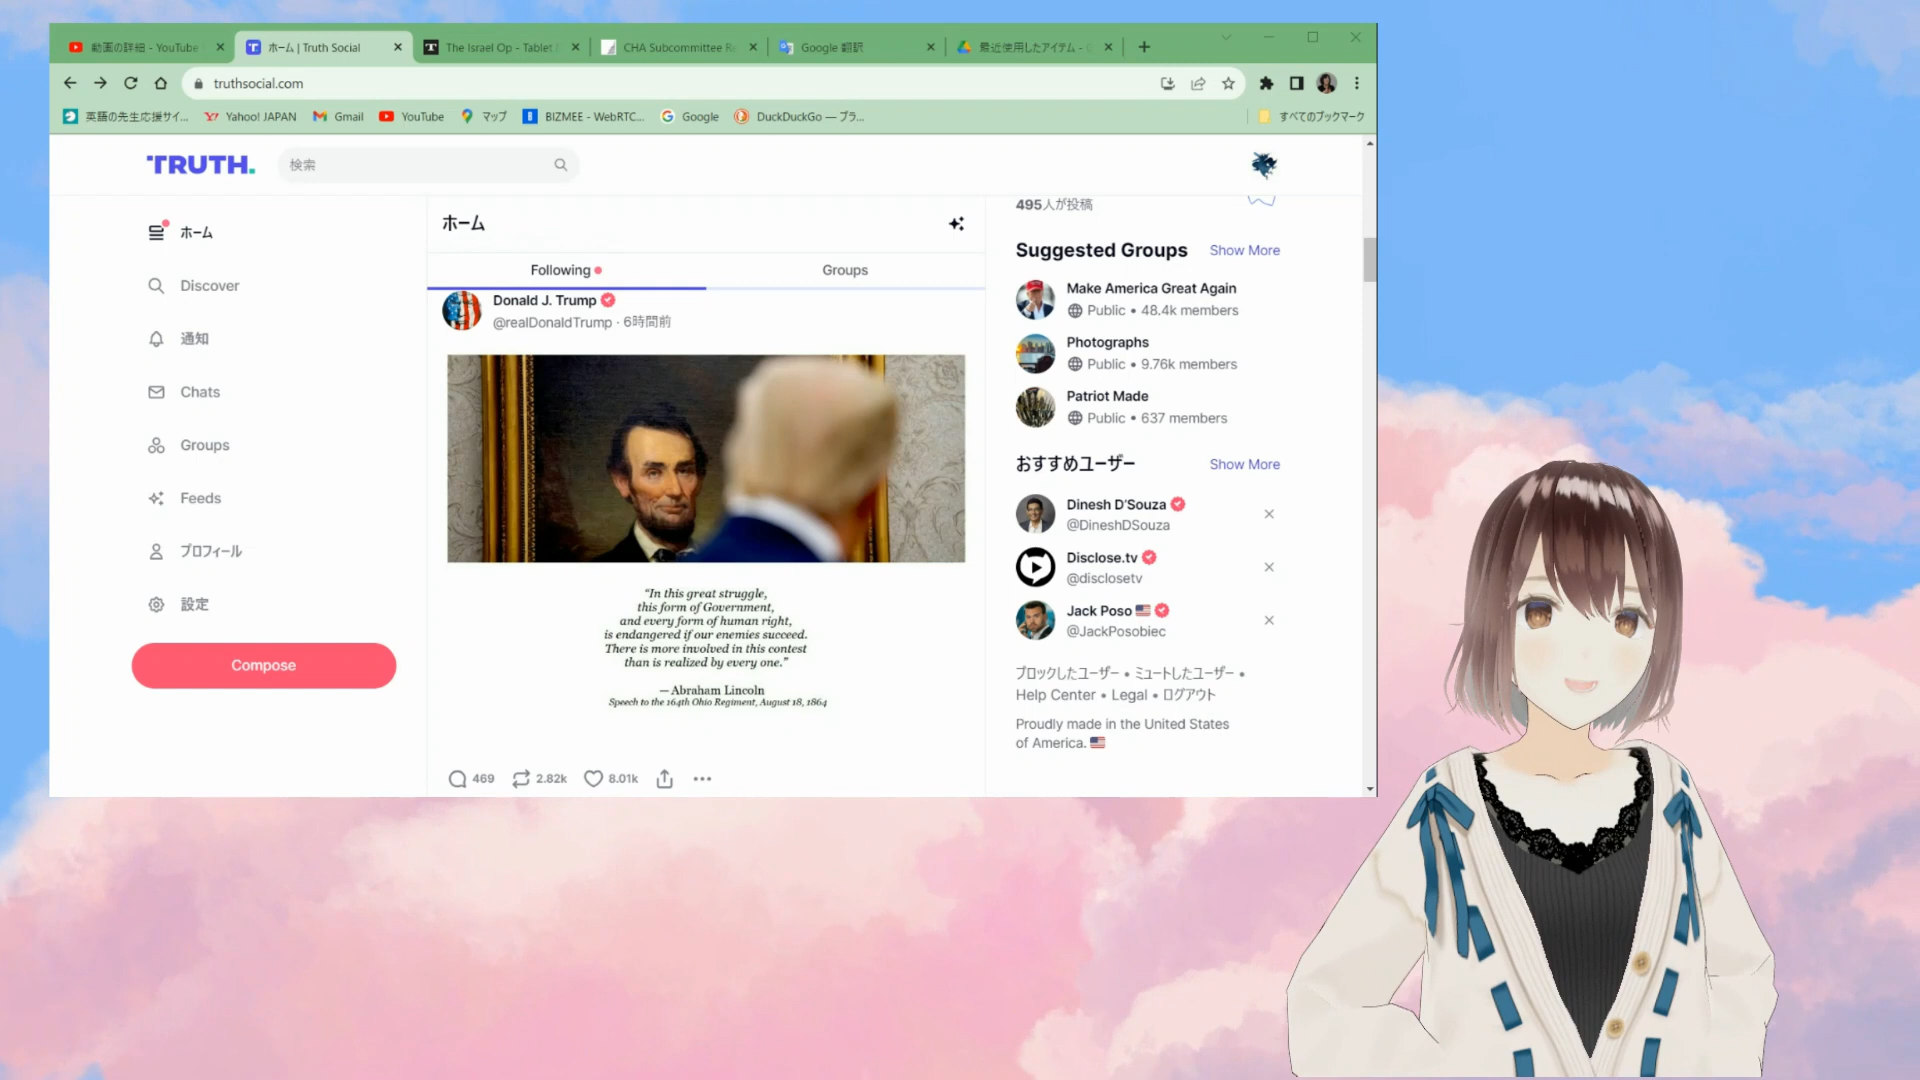 動画の詳細 - YouTube
ホーム | Truth Social
The Israel Op - Tablet
CHA Subcommittee Re
Google 翻訳
最近使用したアイテム - G
truthsocial.com
英語の先生応援サイ...
Yahoo! JAPAN
Gmail
YouTube
マップ
BIZMEE - WebRTC...
Google
DuckDuckGo — プラ...
すべてのブックマーク
TRUTH.
検索
ホーム
Discover
通知
Chats
Groups
Feeds
プロフィール
設定
Compose
ホーム
Following
Groups
Donald J. Trump
@realDonaldTrump · 6時間前
“In this great struggle,
this form of Government,
and every form of human right,
is endangered if our enemies succeed.
There is more involved in this contest
than is realized by every one.”
— Abraham Lincoln
Speech to the 164th Ohio Regiment, August 18, 1864
469
2.82k
8.01k
495人が投稿
Suggested Groups
Show More
Make America Great Again
Public • 48.4k members
Photographs
Public • 9.76k members
Patriot Made
Public • 637 members
おすすめユーザー
Show More
Dinesh D'Souza
@DineshDSouza
Disclose.tv
@disclosetv
Jack Poso 🇺🇸
@JackPosobiec
ブロックしたユーザー • ミュートしたユーザー •
Help Center • Legal • ログアウト
Proudly made in the United States
of America. 🇺🇸